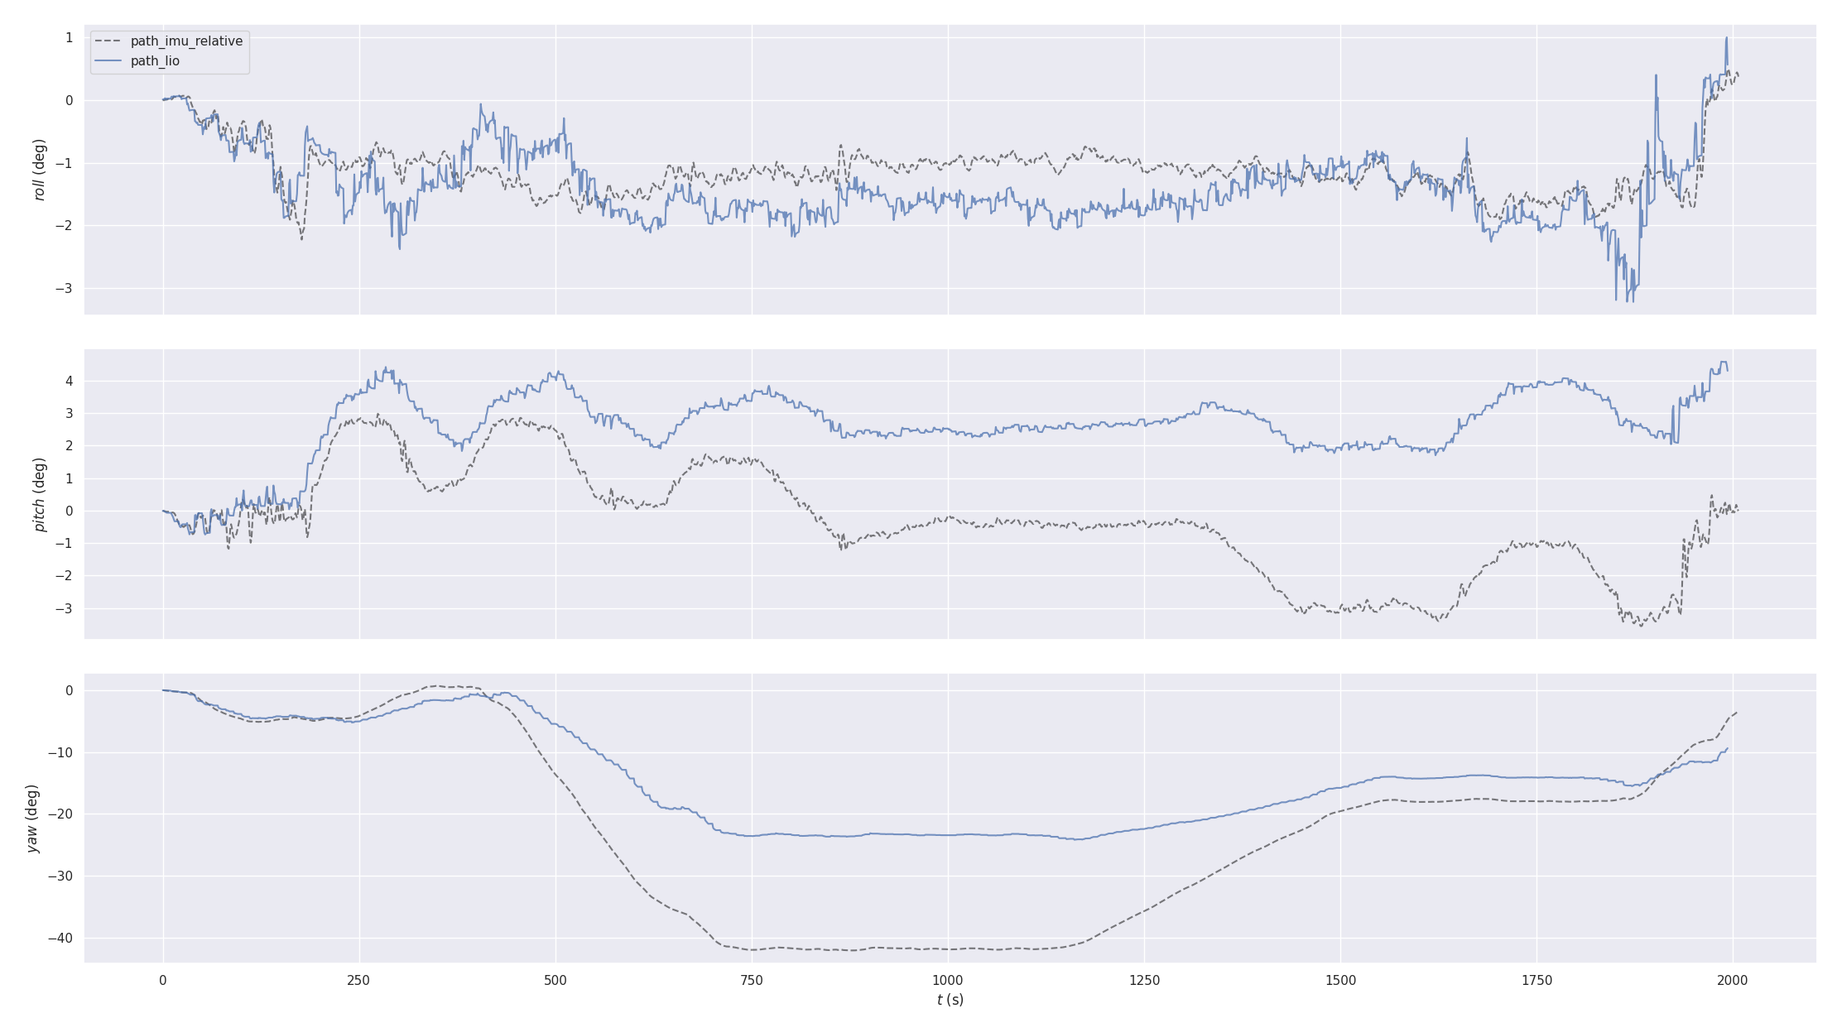 1
0
−1
−2
−3
roll (deg)
path_imu_relative
path_lio
4
3
2
1
0
−1
−2
−3
pitch (deg)
0
−10
−20
−30
−40
yaw (deg)
0 250 500 750 1000 1250 1500 1750 2000
t (s)